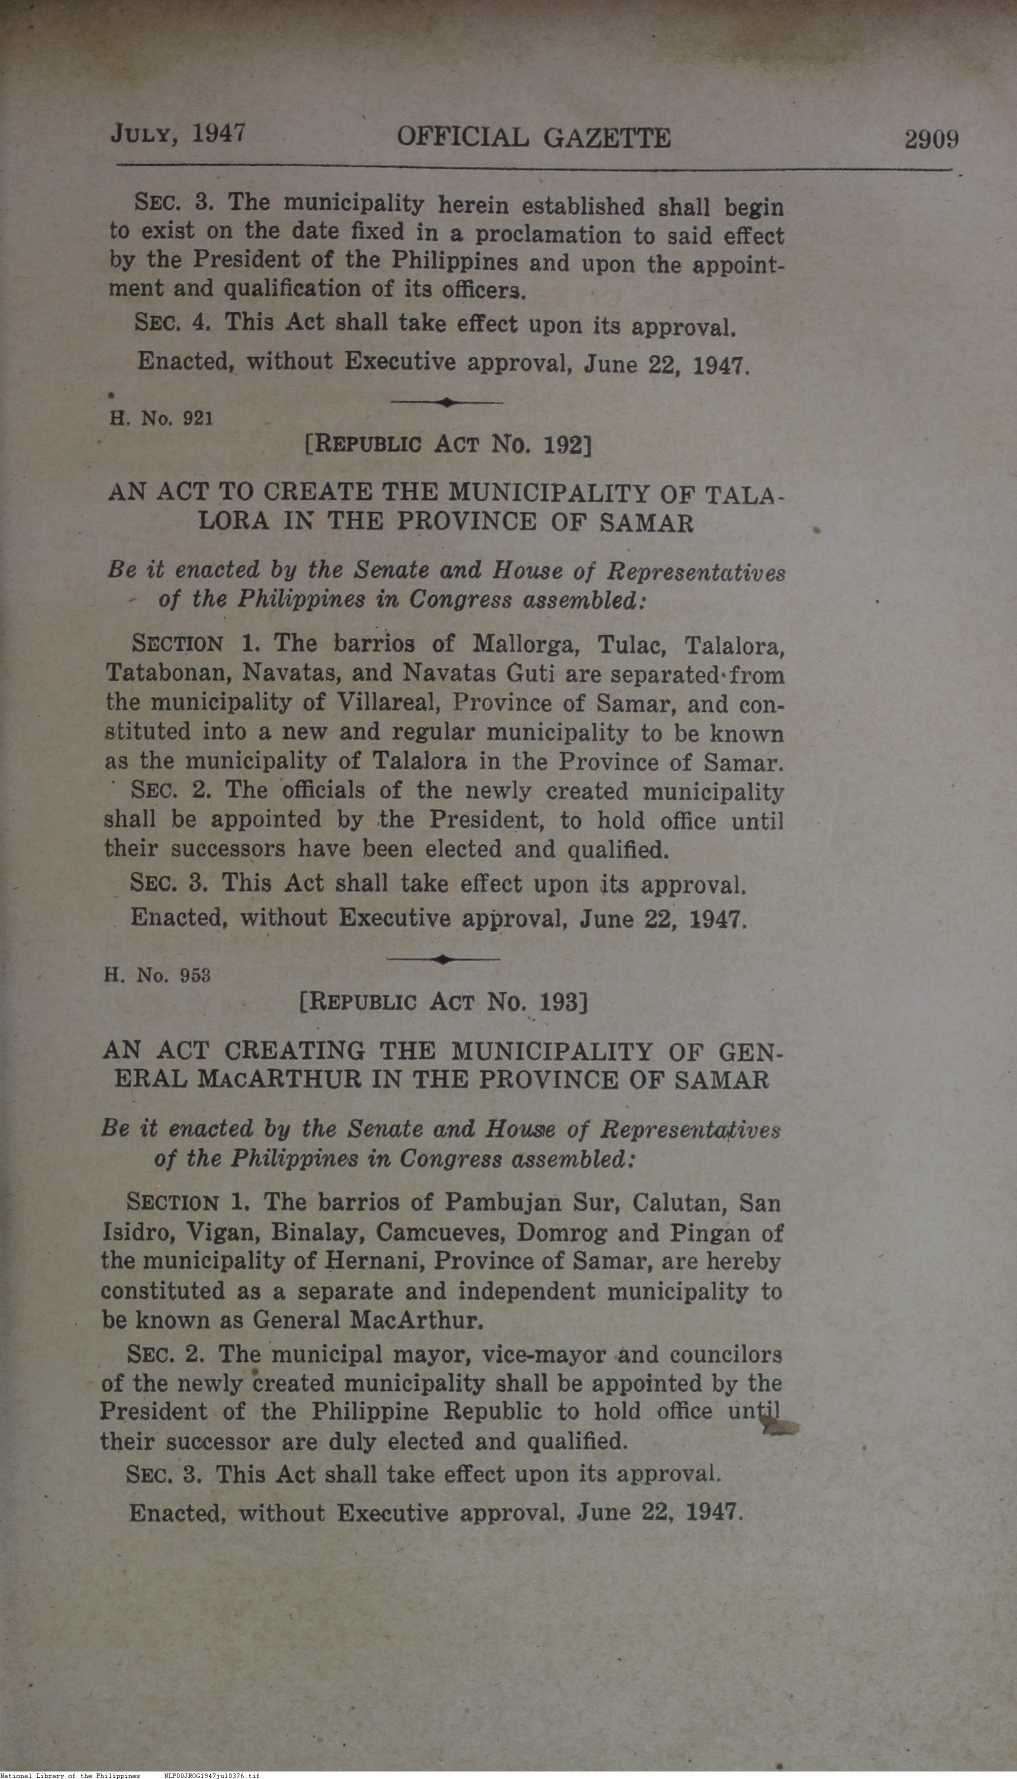 JULY, 1947 OFFICIAL GAZETTE 2909
SEC. 3. The municipality herein established shall begin
to exist on the date fixed in a proclamation to said effect
by the President of the Philippines and upon the appoint-
ment and qualification of its officers.
SEC. 4. This Act shall take effect upon its approval.
Enacted, without Executive approval, June 22, 1947.
H. No. 921
[REPUBLIC ACT NO. 192]
AN ACT TO CREATE THE MUNICIPALITY OF TALA-
LORA IN THE PROVINCE OF SAMAR
Be it enacted by the Senate and House of Representatives
of the Philippines in Congress assembled:
SECTION 1. The barrios of Mallorga, Tulac, Talalora,
Tatabonan, Navatas, and Navatas Guti are separated from
the municipality of Villareal, Province of Samar, and con-
stituted into a new and regular municipality to be known
as the municipality of Talalora in the Province of Samar.
SEC. 2. The officials of the newly created municipality
shall be appointed by the President, to hold office until
their successors have been elected and qualified.
SEC. 3. This Act shall take effect upon its approval.
Enacted, without Executive approval, June 22, 1947.
H. No. 953
[REPUBLIC ACT NO. 193]
AN ACT CREATING THE MUNICIPALITY OF GEN-
ERAL MACARTHUR IN THE PROVINCE OF SAMAR
Be it enacted by the Senate and House of Representatives
of the Philippines in Congress assembled:
SECTION 1. The barrios of Pambujan Sur, Calutan, San
Isidro, Vigan, Binalay, Camcueves, Domrog and Pingan of
the municipality of Hernani, Province of Samar, are hereby
constituted as a separate and independent municipality to
be known as General MacArthur.
SEC. 2. The municipal mayor, vice-mayor and councilors
of the newly created municipality shall be appointed by the
President of the Philippine Republic to hold office until
their successor are duly elected and qualified.
SEC. 3. This Act shall take effect upon its approval.
Enacted, without Executive approval, June 22, 1947.
National Library of the Philippines NLP00JROG1947jul0376.tif